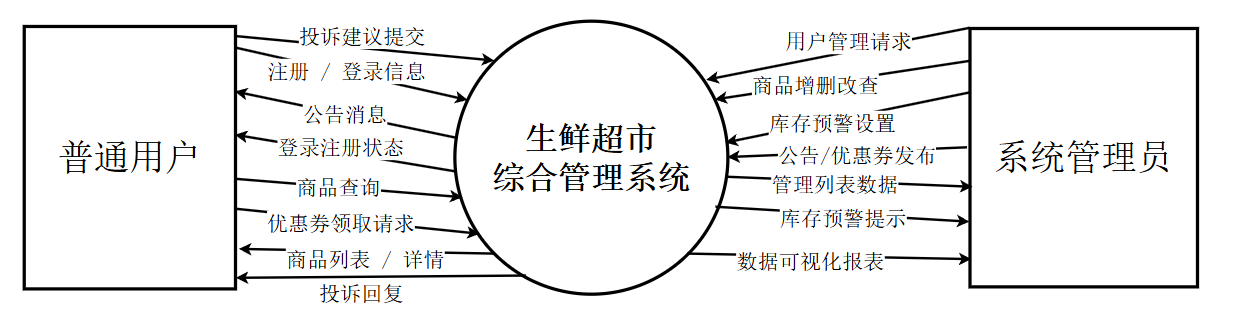 普通用户
投诉建议提交
注册 / 登录信息
公告消息
登录注册状态
商品查询
优惠券领取请求
商品列表 / 详情
投诉回复
生鲜超市
综合管理系统
用户管理请求
商品增删改查
库存预警设置
公告/优惠券发布
管理列表数据
库存预警提示
数据可视化报表
系统管理员